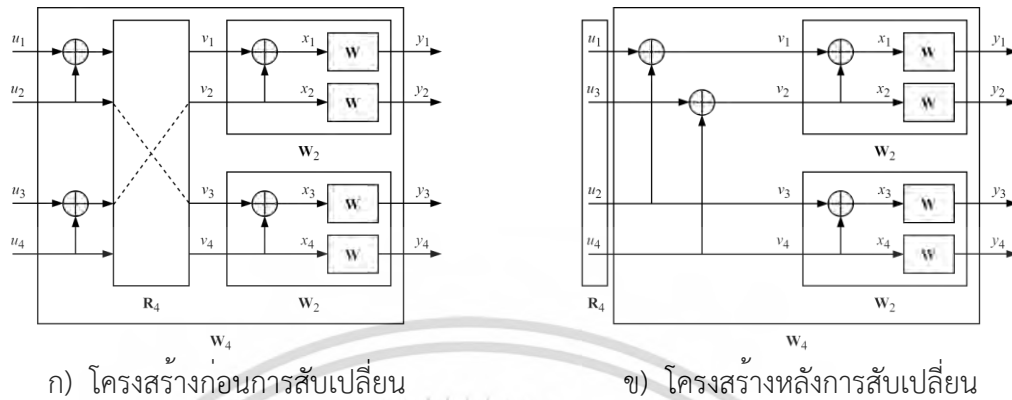 u1 v1 x1 W y1
u2 v2 x2 W y2
W2
u3 v3 x3 W y3
u4 v4 x4 W y4
R4 W2
W4
ก) โครงสร้างก่อนการสับเปลี่ยน
u1 v1 x1 W y1
u3 v2 x2 W y2
W2
u2 v3 x3 W y3
u4 v4 x4 W y4
R4 W2
W4
ข) โครงสร้างหลังการสับเปลี่ยน